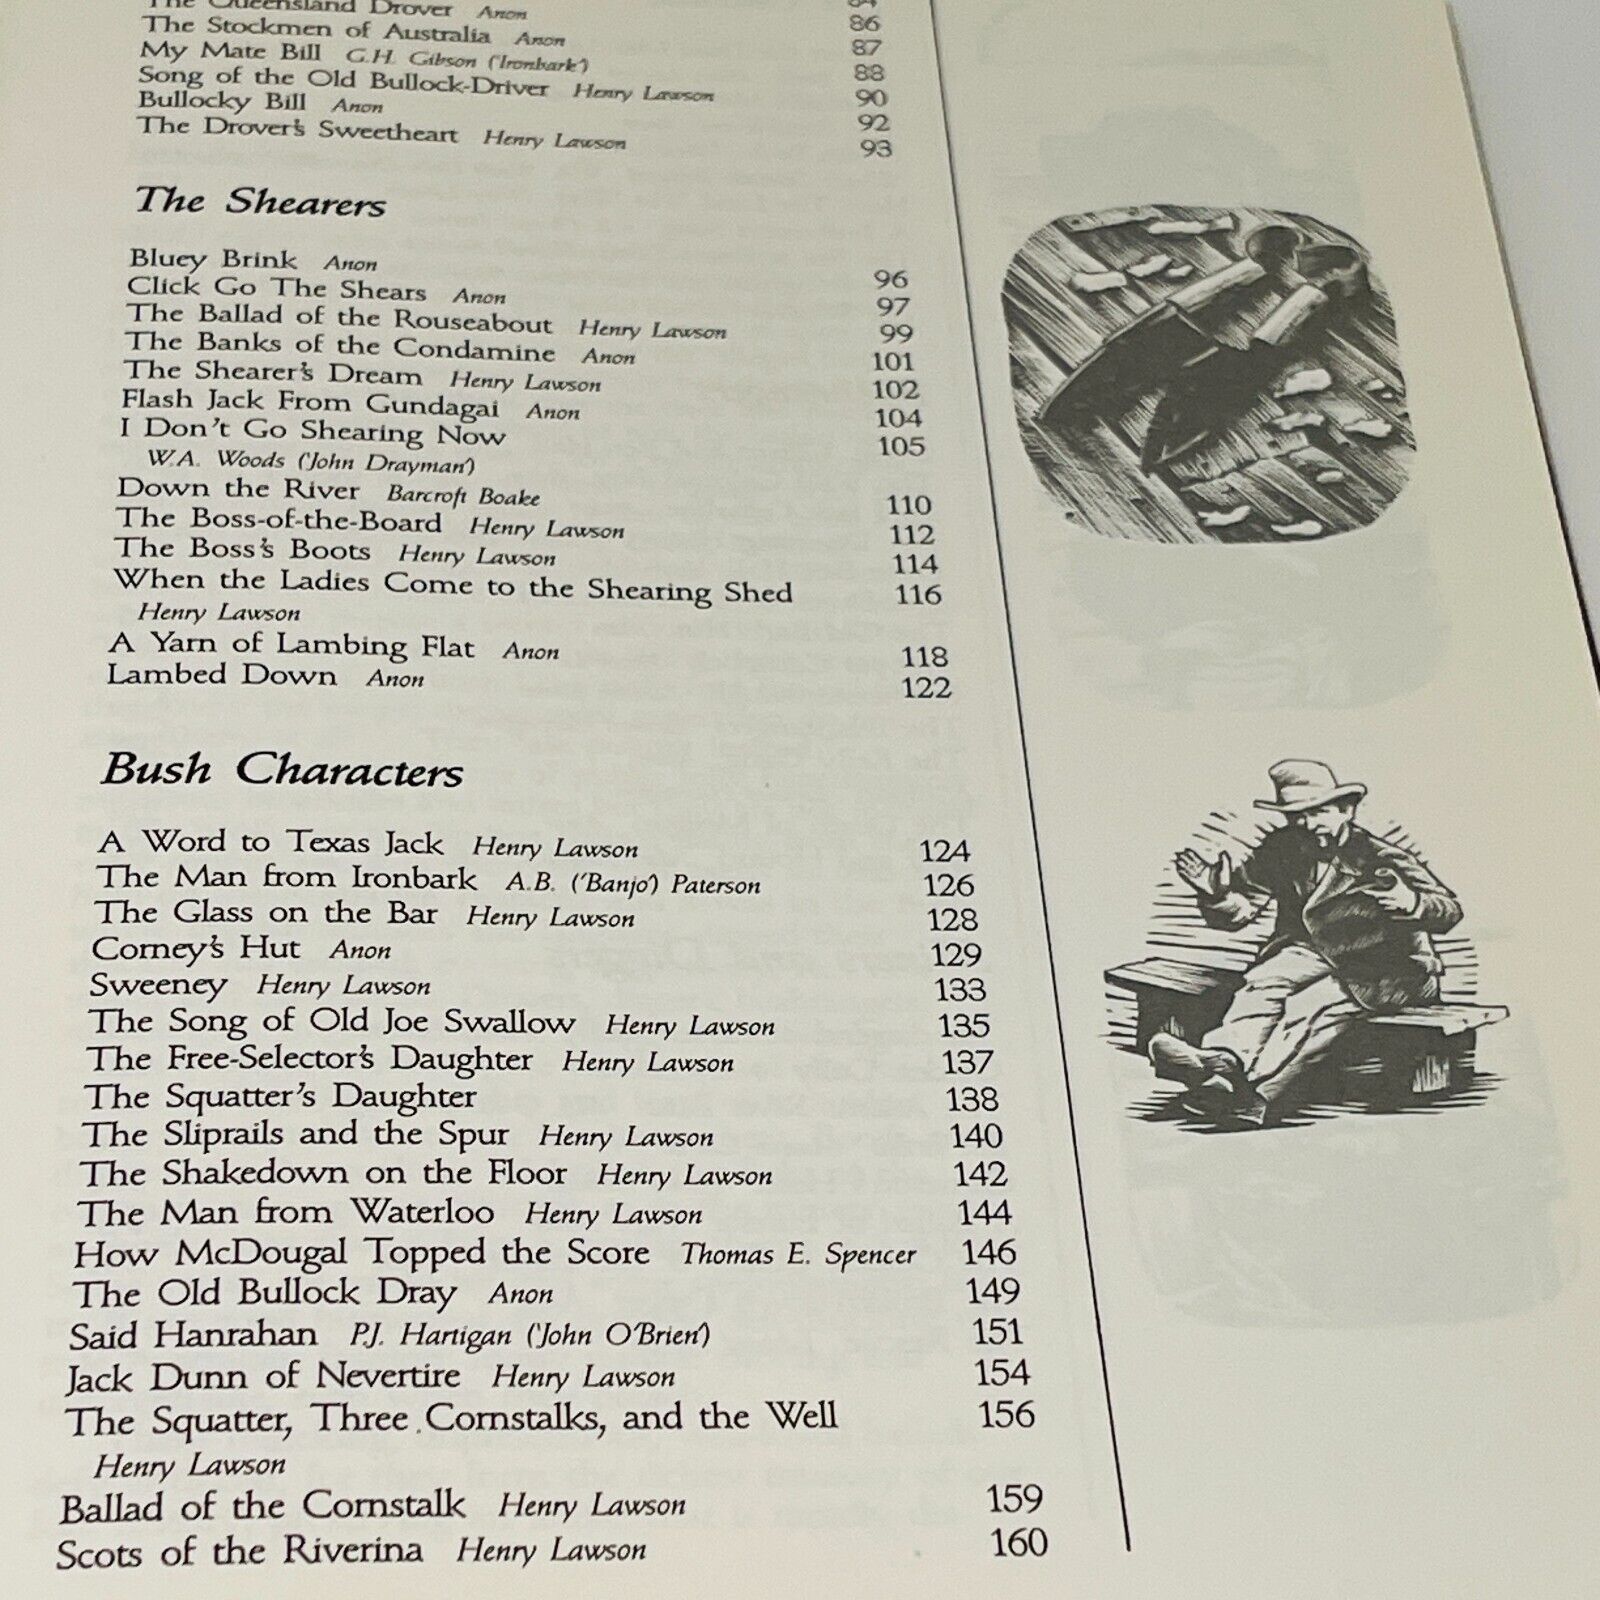 The Queensland Drover Anon 84
The Stockmen of Australia Anon 86
My Mate Bill G.H. Gibson ('Ironbark') 87
Song of the Old Bullock-Driver Henry Lawson 88
Bullocky Bill Anon 90
The Drover's Sweetheart Henry Lawson 92
93
The Shearers
Bluey Brink Anon 96
Click Go The Shears Anon 97
The Ballad of the Rouseabout Henry Lawson 99
The Banks of the Condamine Anon 101
The Shearer's Dream Henry Lawson 102
Flash Jack From Gundagai Anon 104
I Don't Go Shearing Now 105
W.A. Woods ('John Drayman')
Down the River Barcroft Boake 110
The Boss-of-the-Board Henry Lawson 112
The Boss's Boots Henry Lawson 114
When the Ladies Come to the Shearing Shed 116
Henry Lawson
A Yarn of Lambing Flat Anon 118
Lambed Down Anon 122
Bush Characters
A Word to Texas Jack Henry Lawson 124
The Man from Ironbark A.B. ('Banjo') Paterson 126
The Glass on the Bar Henry Lawson 128
Corney's Hut Anon 129
Sweeney Henry Lawson 133
The Song of Old Joe Swallow Henry Lawson 135
The Free-Selector's Daughter Henry Lawson 137
The Squatter's Daughter 138
The Sliprails and the Spur Henry Lawson 140
The Shakedown on the Floor Henry Lawson 142
The Man from Waterloo Henry Lawson 144
How McDougal Topped the Score Thomas E. Spencer 146
The Old Bullock Dray Anon 149
Said Hanrahan P.J. Hartigan ('John O'Brien') 151
Jack Dunn of Nevertire Henry Lawson 154
The Squatter, Three Cornstalks, and the Well 156
Henry Lawson
Ballad of the Cornstalk Henry Lawson 159
Scots of the Riverina Henry Lawson 160